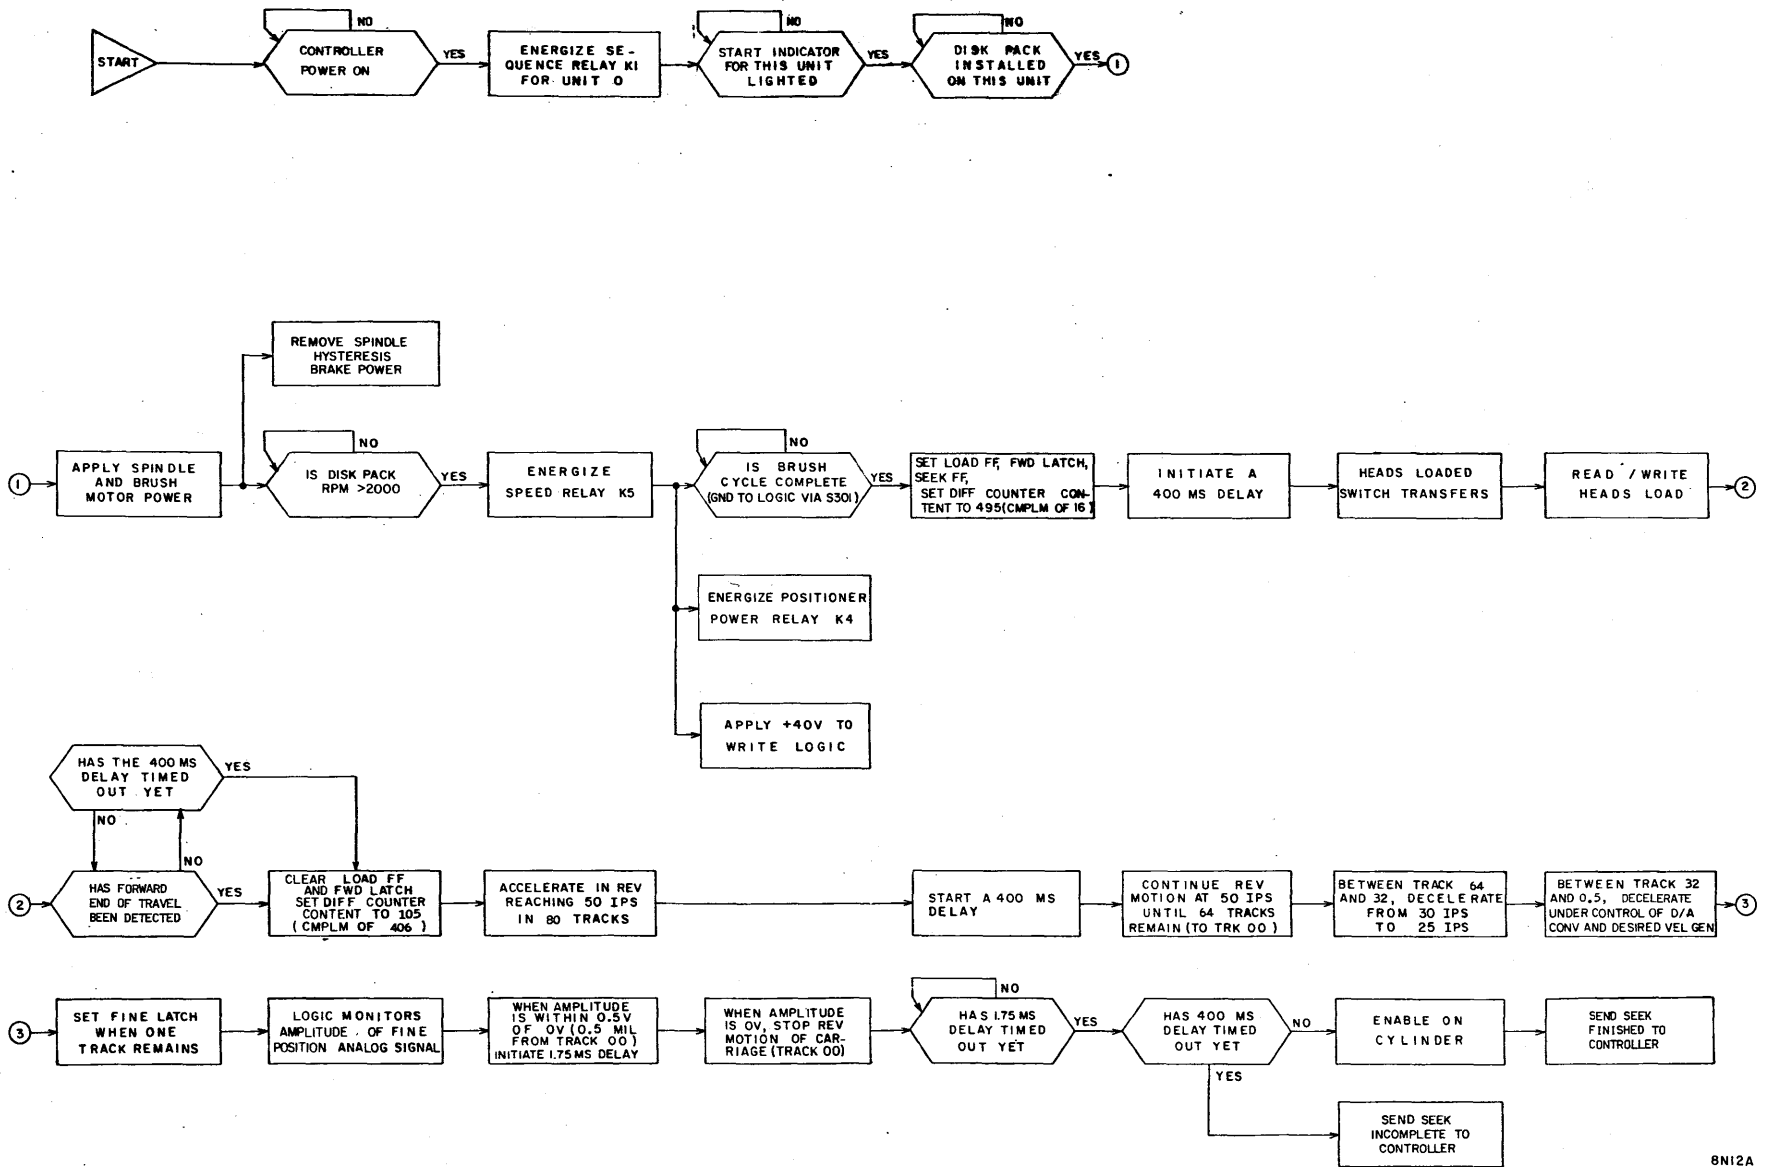 START
NO
CONTROLLER
POWER ON
YES
ENERGIZE SE-
QUENCE RELAY K1
FOR UNIT 0
NO
START INDICATOR
FOR THIS UNIT
LIGHTED
YES
NO
DISK PACK
INSTALLED
ON THIS UNIT
YES
1
REMOVE SPINDLE
HYSTERESIS
BRAKE POWER
1
APPLY SPINDLE
AND BRUSH
MOTOR POWER
NO
IS DISK PACK
RPM >2000
YES
ENERGIZE
SPEED RELAY K5
NO
IS BRUSH
CYCLE COMPLETE
(GND TO LOGIC VIA S301)
YES
SET LOAD FF, FWD LATCH,
SEEK FF,
SET DIFF COUNTER CON-
TENT TO 495 (CMPLM OF 16)
INITIATE A
400 MS DELAY
HEADS LOADED
SWITCH TRANSFERS
READ / WRITE
HEADS LOAD
2
ENERGIZE POSITIONER
POWER RELAY K4
APPLY +40V TO
WRITE LOGIC
HAS THE 400 MS
DELAY TIMED
OUT YET
YES
NO
NO
2
HAS FORWARD
END OF TRAVEL
BEEN DETECTED
YES
CLEAR LOAD FF
AND FWD LATCH
SET DIFF COUNTER
CONTENT TO 105
(CMPLM OF 406)
ACCELERATE IN REV
REACHING 50 IPS
IN 80 TRACKS
START A 400 MS
DELAY
CONTINUE REV
MOTION AT 50 IPS
UNTIL 64 TRACKS
REMAIN (TO TRK 00)
BETWEEN TRACK 64
AND 32, DECELERATE
FROM 30 IPS
TO 25 IPS
BETWEEN TRACK 32
AND 0.5, DECELERATE
UNDER CONTROL OF D/A
CONV AND DESIRED VEL GEN
3
3
SET FINE LATCH
WHEN ONE
TRACK REMAINS
LOGIC MONITORS
AMPLITUDE OF FINE
POSITION ANALOG SIGNAL
WHEN AMPLITUDE
IS WITHIN 0.5V
OF 0V (0.5 MIL
FROM TRACK 00)
INITIATE 1.75 MS DELAY
WHEN AMPLITUDE
IS 0V, STOP REV
MOTION OF CAR-
RIAGE (TRACK 00)
NO
HAS 1.75 MS
DELAY TIMED
OUT YET
YES
HAS 400 MS
DELAY TIMED
OUT YET
NO
YES
ENABLE ON
CYLINDER
SEND SEEK
FINISHED TO
CONTROLLER
SEND SEEK
INCOMPLETE TO
CONTROLLER
8N12A